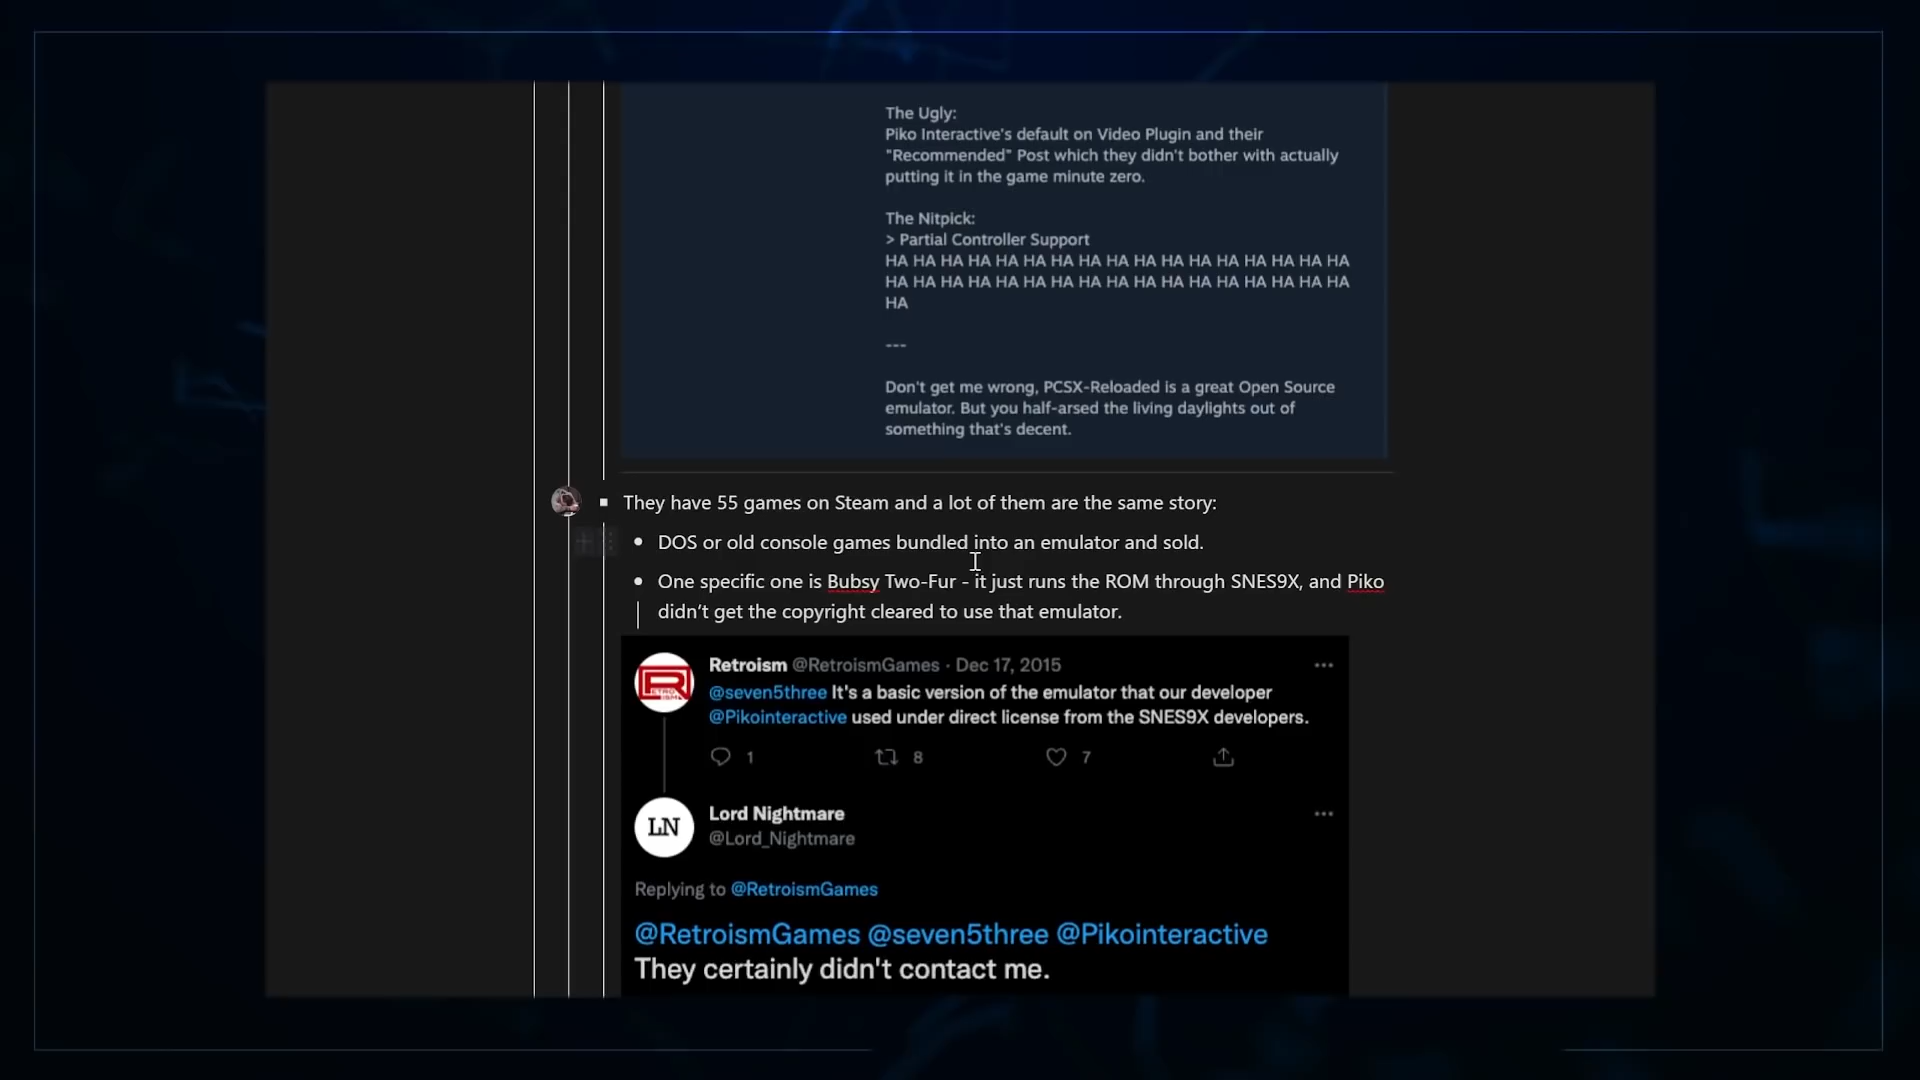 The Ugly:
Piko Interactive's default on Video Plugin and their
"Recommended" Post which they didn't bother with actually
putting it in the game minute zero.
The Nitpick:
> Partial Controller Support
HA HA HA HA HA HA HA HA HA HA HA HA HA HA HA HA HA
HA HA HA HA HA HA HA HA HA HA HA HA HA HA HA HA HA
HA
---
Don't get me wrong, PCSX-Reloaded is a great Open Source
emulator. But you half-arsed the living daylights out of
something that's decent.
They have 55 games on Steam and a lot of them are the same story:
DOS or old console games bundled into an emulator and sold.
One specific one is Bubsy Two-Fur - it just runs the ROM through SNES9X, and Piko
didn't get the copyright cleared to use that emulator.
Retroism @RetroismGames · Dec 17, 2015
@seven5three It's a basic version of the emulator that our developer
@Pikointeractive used under direct license from the SNES9X developers.
1 8 7
LN
Lord Nightmare
@Lord_Nightmare
Replying to @RetroismGames
@RetroismGames @seven5three @Pikointeractive
They certainly didn't contact me.